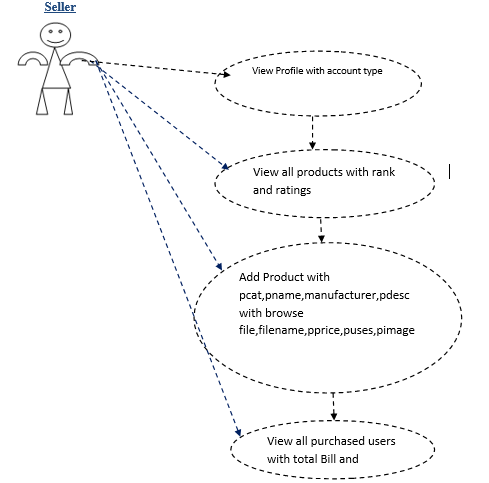 Seller
View Profile with account type
View all products with rank
and ratings
Add Product with
pcat,pname,manufacturer,pdesc
with browse
file,filename,pprice,puses,pimage
View all purchased users
with total Bill and